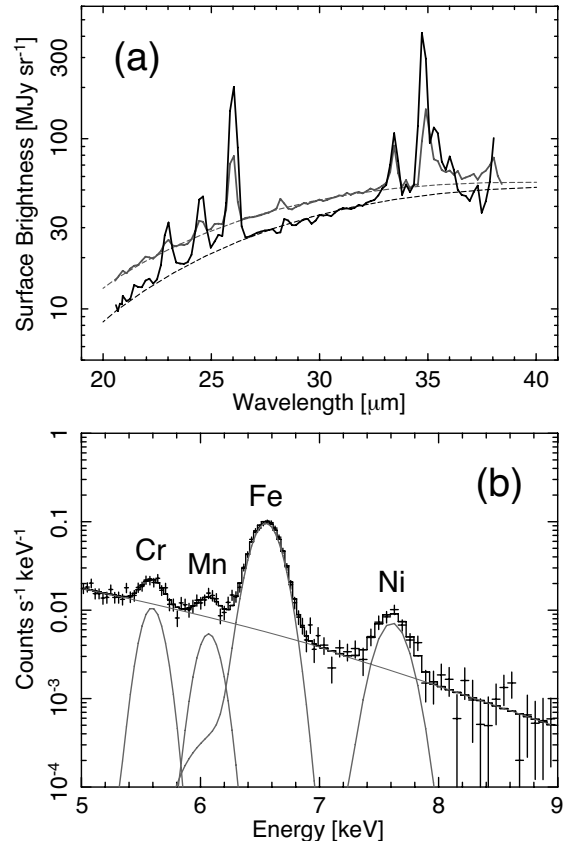 (a)
Surface Brightness [MJy sr⁻¹]
300
100
30
10
20 25 30 35 40
Wavelength [μm]
(b)
Fe
Cr
Mn
Ni
Counts s⁻¹ keV⁻¹
1
0.1
0.01
10⁻³
10⁻⁴
5 6 7 8 9
Energy [keV]